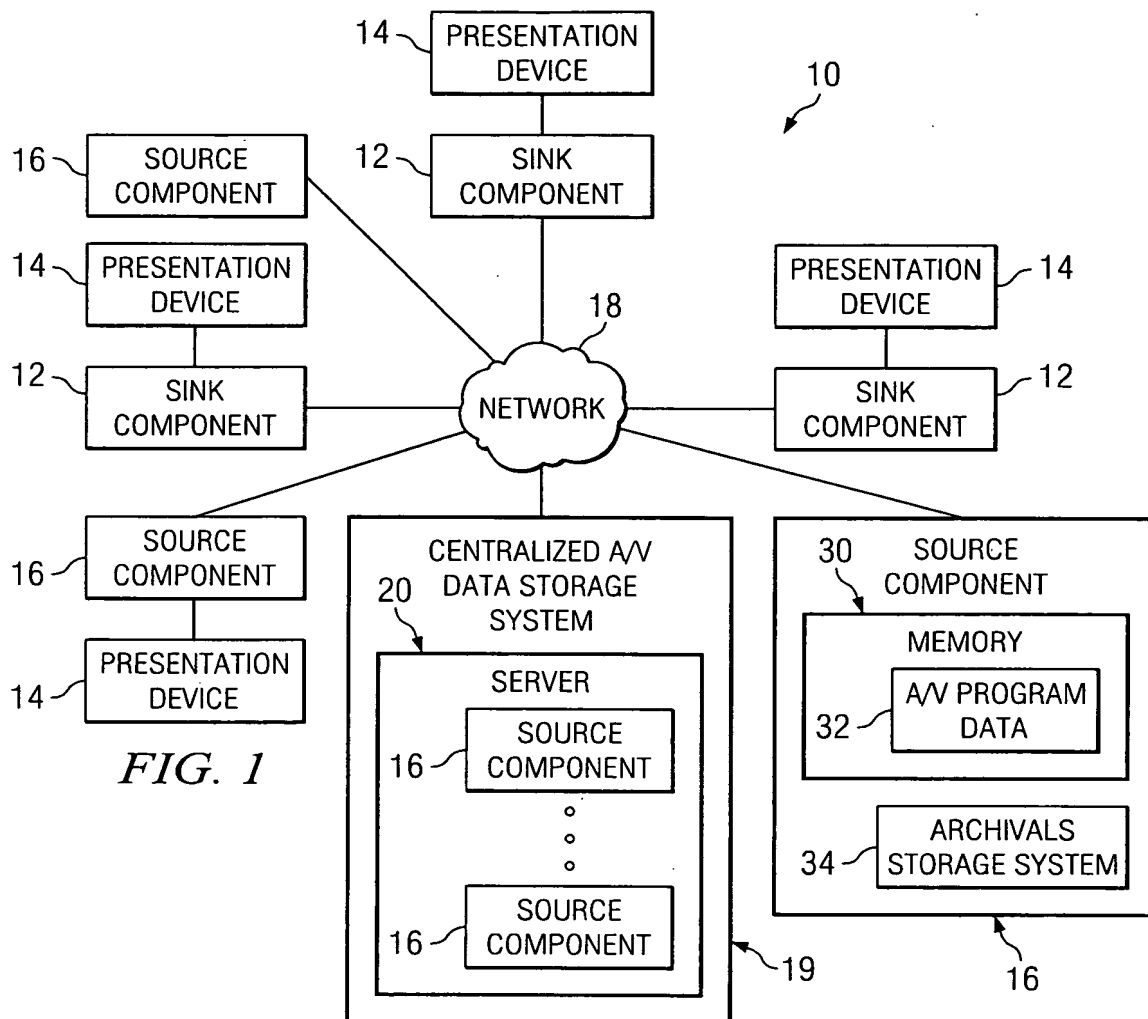 14
PRESENTATION
DEVICE
10
16
SOURCE
COMPONENT
12
SINK
COMPONENT
14
PRESENTATION
DEVICE
14
PRESENTATION
DEVICE
18
12
SINK
COMPONENT
NETWORK
12
SINK
COMPONENT
16
SOURCE
COMPONENT
14
PRESENTATION
DEVICE
FIG. 1
CENTRALIZED A/V
DATA STORAGE
SYSTEM
20
SERVER
16
SOURCE
COMPONENT
16
SOURCE
COMPONENT
19
SOURCE
COMPONENT
30
MEMORY
32
A/V PROGRAM
DATA
34
ARCHIVALS
STORAGE SYSTEM
16